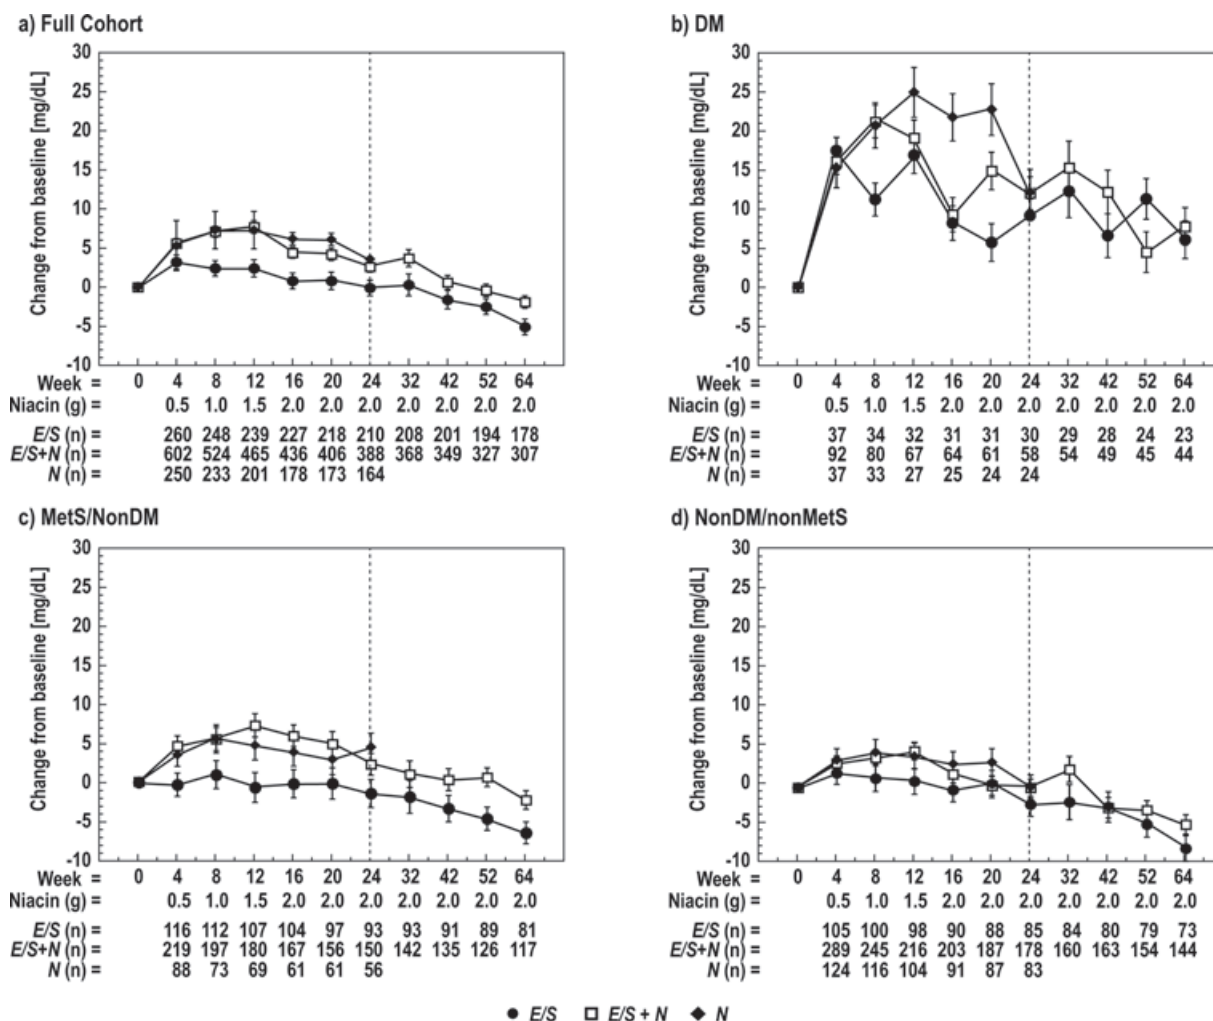 a) Full Cohort
Change from baseline [mg/dL]
30
25
20
15
10
5
0
-5
-10
Week = 0 4 8 12 16 20 24 32 42 52 64
Niacin (g) = 0.5 1.0 1.5 2.0 2.0 2.0 2.0 2.0 2.0 2.0
E/S (n) = 260 248 239 227 218 210 208 201 194 178
E/S+N (n) = 602 524 465 436 406 388 368 349 327 307
N (n) = 250 233 201 178 173 164
b) DM
Change from baseline [mg/dL]
30
25
20
15
10
5
0
-5
-10
Week = 0 4 8 12 16 20 24 32 42 52 64
Niacin (g) = 0.5 1.0 1.5 2.0 2.0 2.0 2.0 2.0 2.0 2.0
E/S (n) = 37 34 32 31 31 30 29 28 24 23
E/S+N (n) = 92 80 67 64 61 58 54 49 45 44
N (n) = 37 33 27 25 24 24
c) MetS/NonDM
Change from baseline [mg/dL]
30
25
20
15
10
5
0
-5
-10
Week = 0 4 8 12 16 20 24 32 42 52 64
Niacin (g) = 0.5 1.0 1.5 2.0 2.0 2.0 2.0 2.0 2.0 2.0
E/S (n) = 116 112 107 104 97 93 93 91 89 81
E/S+N (n) = 219 197 180 167 156 150 142 135 126 117
N (n) = 88 73 69 61 61 56
d) NonDM/nonMetS
Change from baseline [mg/dL]
30
25
20
15
10
5
0
-5
-10
Week = 0 4 8 12 16 20 24 32 42 52 64
Niacin (g) = 0.5 1.0 1.5 2.0 2.0 2.0 2.0 2.0 2.0 2.0
E/S (n) = 105 100 98 90 88 85 84 80 79 73
E/S+N (n) = 289 245 216 203 187 178 160 163 154 144
N (n) = 124 116 104 91 87 83
E/S E/S + N N